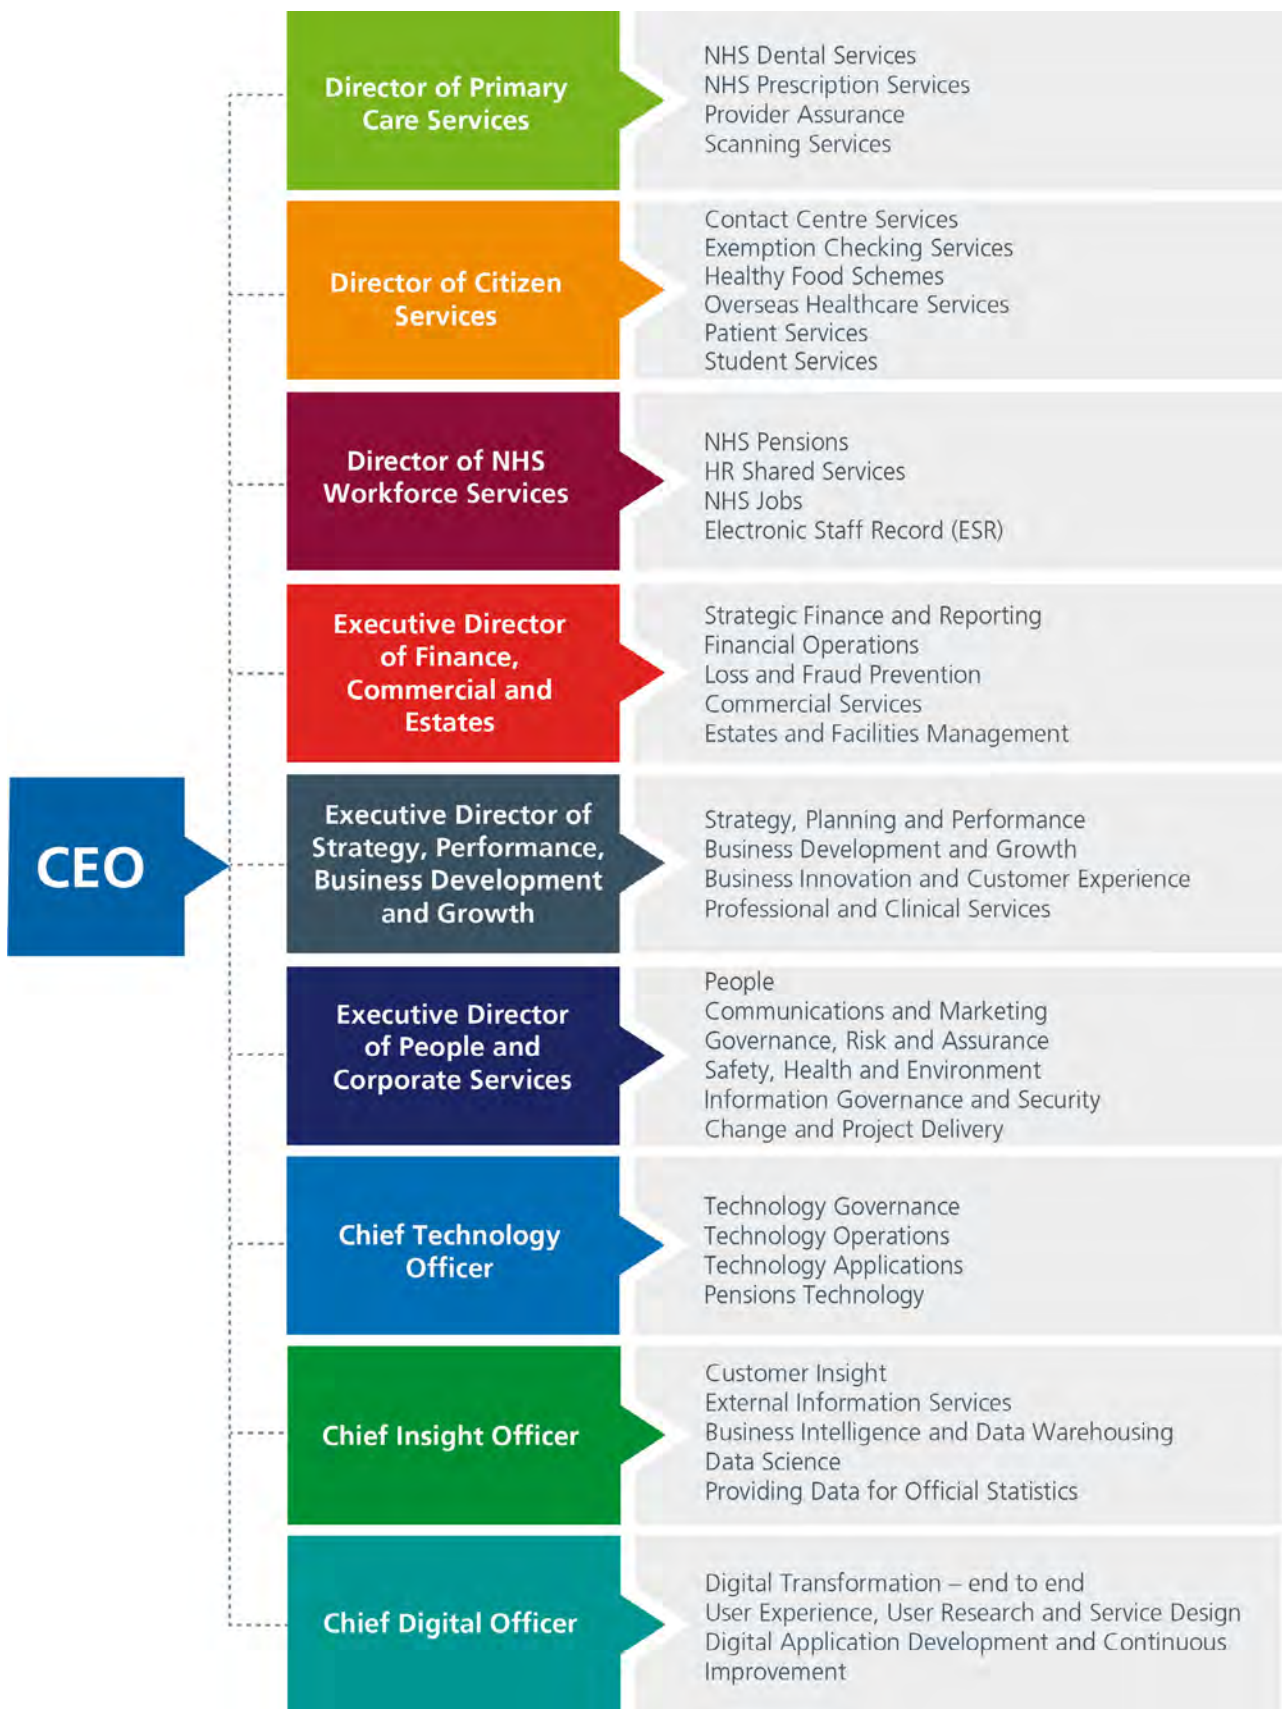 Director of Primary
Care Services
NHS Dental Services
NHS Prescription Services
Provider Assurance
Scanning Services
Director of Citizen
Services
Contact Centre Services
Exemption Checking Services
Healthy Food Schemes
Overseas Healthcare Services
Patient Services
Student Services
Director of NHS
Workforce Services
NHS Pensions
HR Shared Services
NHS Jobs
Electronic Staff Record (ESR)
Executive Director
of Finance,
Commercial and
Estates
Strategic Finance and Reporting
Financial Operations
Loss and Fraud Prevention
Commercial Services
Estates and Facilities Management
CEO
Executive Director of
Strategy, Performance,
Business Development
and Growth
Strategy, Planning and Performance
Business Development and Growth
Business Innovation and Customer Experience
Professional and Clinical Services
Executive Director
of People and
Corporate Services
People
Communications and Marketing
Governance, Risk and Assurance
Safety, Health and Environment
Information Governance and Security
Change and Project Delivery
Chief Technology
Officer
Technology Governance
Technology Operations
Technology Applications
Pensions Technology
Chief Insight Officer
Customer Insight
External Information Services
Business Intelligence and Data Warehousing
Data Science
Providing Data for Official Statistics
Chief Digital Officer
Digital Transformation – end to end
User Experience, User Research and Service Design
Digital Application Development and Continuous
Improvement